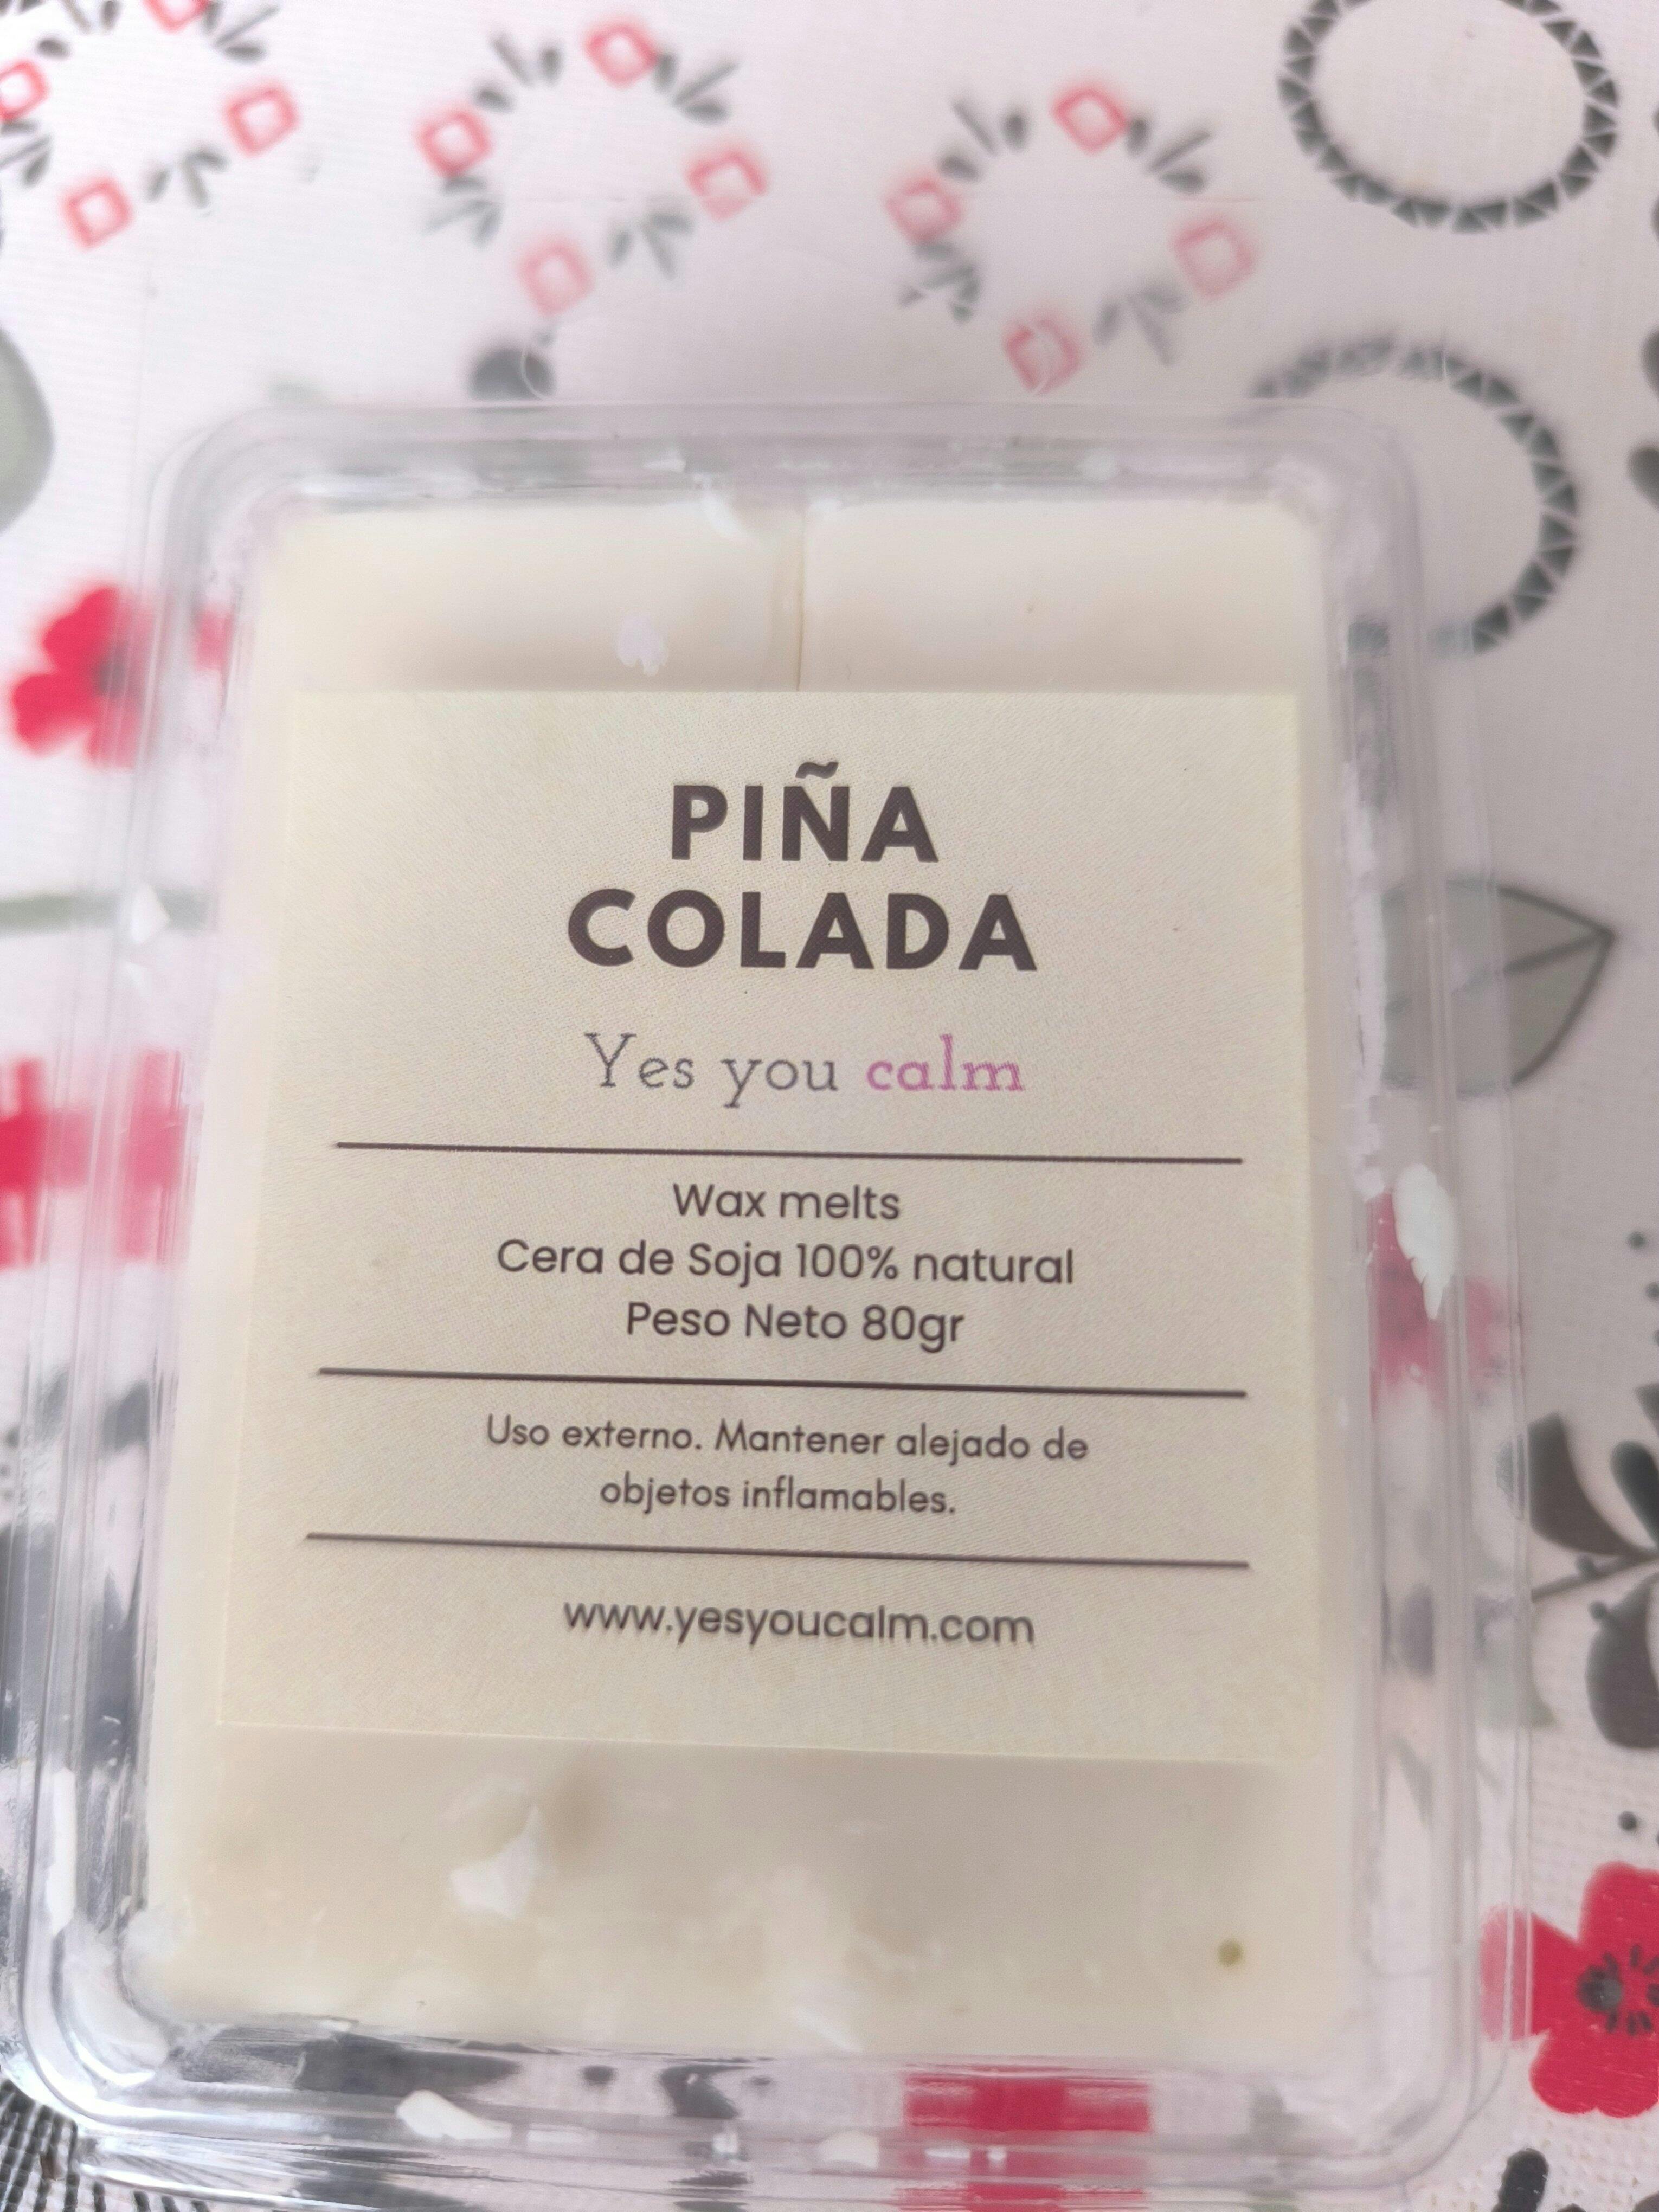 PIÑA
COLADA
Yes you calm
Wax melts
Cera de Soja 100% natural
Peso Neto 80gr
Uso externo. Mantener alejado de
objetos inflamables.
www.yesyoucalm.com